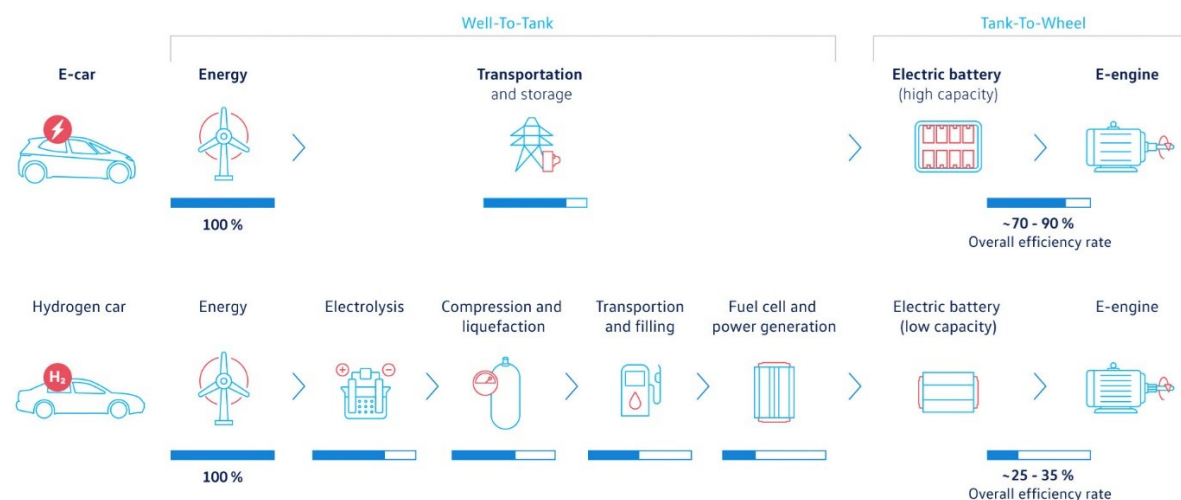 Well-To-Tank
Tank-To-Wheel
E-car
Energy
Transportation
and storage
Electric battery
(high capacity)
E-engine
100 %
~70 - 90 %
Overall efficiency rate
Hydrogen car
Energy
Electrolysis
Compression and
liquefaction
Transportion
and filling
Fuel cell and
power generation
Electric battery
(low capacity)
E-engine
H₂
+
−
100 %
~25 - 35 %
Overall efficiency rate